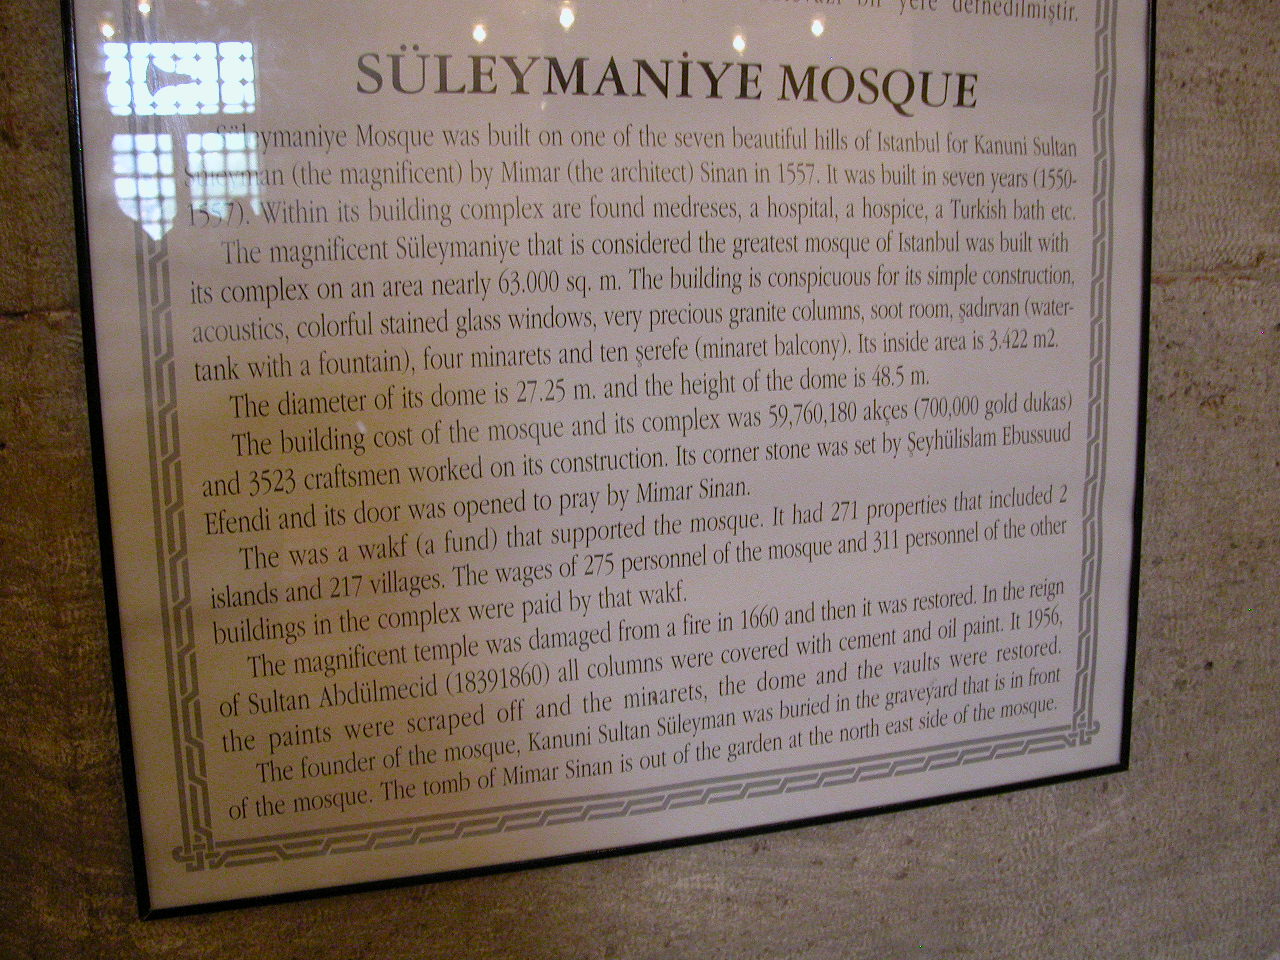 bir yere dernedilmiştir.
SÜLEYMANİYE MOSQUE
Süleymaniye Mosque was built on one of the seven beautiful hills of Istanbul for Kanuni Sultan
Süleyman (the magnificent) by Mimar (the architect) Sinan in 1557. It was built in seven years (1550-
1557). Within its building complex are found medreses, a hospital, a hospice, a Turkish bath etc.
The magnificent Süleymaniye that is considered the greatest mosque of Istanbul was built with
its complex on an area nearly 63.000 sq. m. The building is conspicuous for its simple construction,
acoustics, colorful stained glass windows, very precious granite columns, soot room, şadırvan (water-
tank with a fountain), four minarets and ten şerefe (minaret balcony). Its inside area is 3.422 m2.
The diameter of its dome is 27.25 m. and the height of the dome is 48.5 m.
The building cost of the mosque and its complex was 59,760,180 akçes (700,000 gold dukas)
and 3523 craftsmen worked on its construction. Its corner stone was set by Şeyhülislam Ebussuud
Efendi and its door was opened to pray by Mimar Sinan.
The was a wakf (a fund) that supported the mosque. It had 271 properties that included 2
islands and 217 villages. The wages of 275 personnel of the mosque and 311 personnel of the other
buildings in the complex were paid by that wakf.
The magnificent temple was damaged from a fire in 1660 and then it was restored. In the reign
of Sultan Abdülmecid (18391860) all columns were covered with cement and oil paint. It 1956,
the paints were scraped off and the minarets, the dome and the vaults were restored.
The founder of the mosque, Kanuni Sultan Süleyman was buried in the graveyard that is in front
of the mosque. The tomb of Mimar Sinan is out of the garden at the north east side of the mosque.